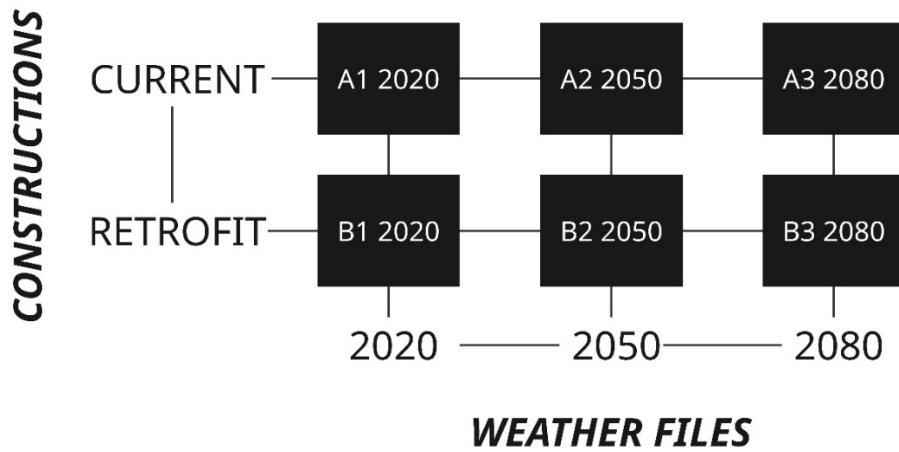 CONSTRUCTIONS
CURRENT
A1 2020
A2 2050
A3 2080
RETROFIT
B1 2020
B2 2050
B3 2080
2020
2050
2080
WEATHER FILES